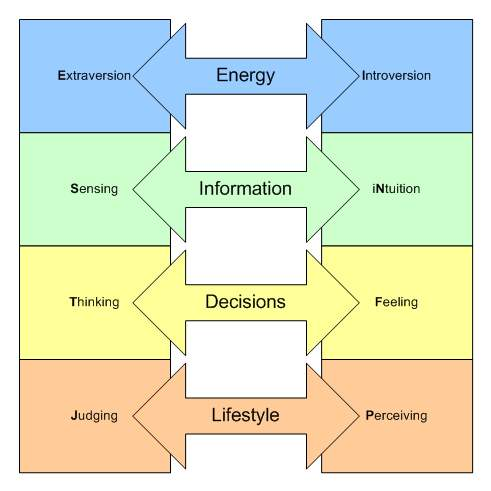 Extraversion Energy Introversion
Sensing Information iNtuition
Thinking Decisions Feeling
Judging Lifestyle Perceiving